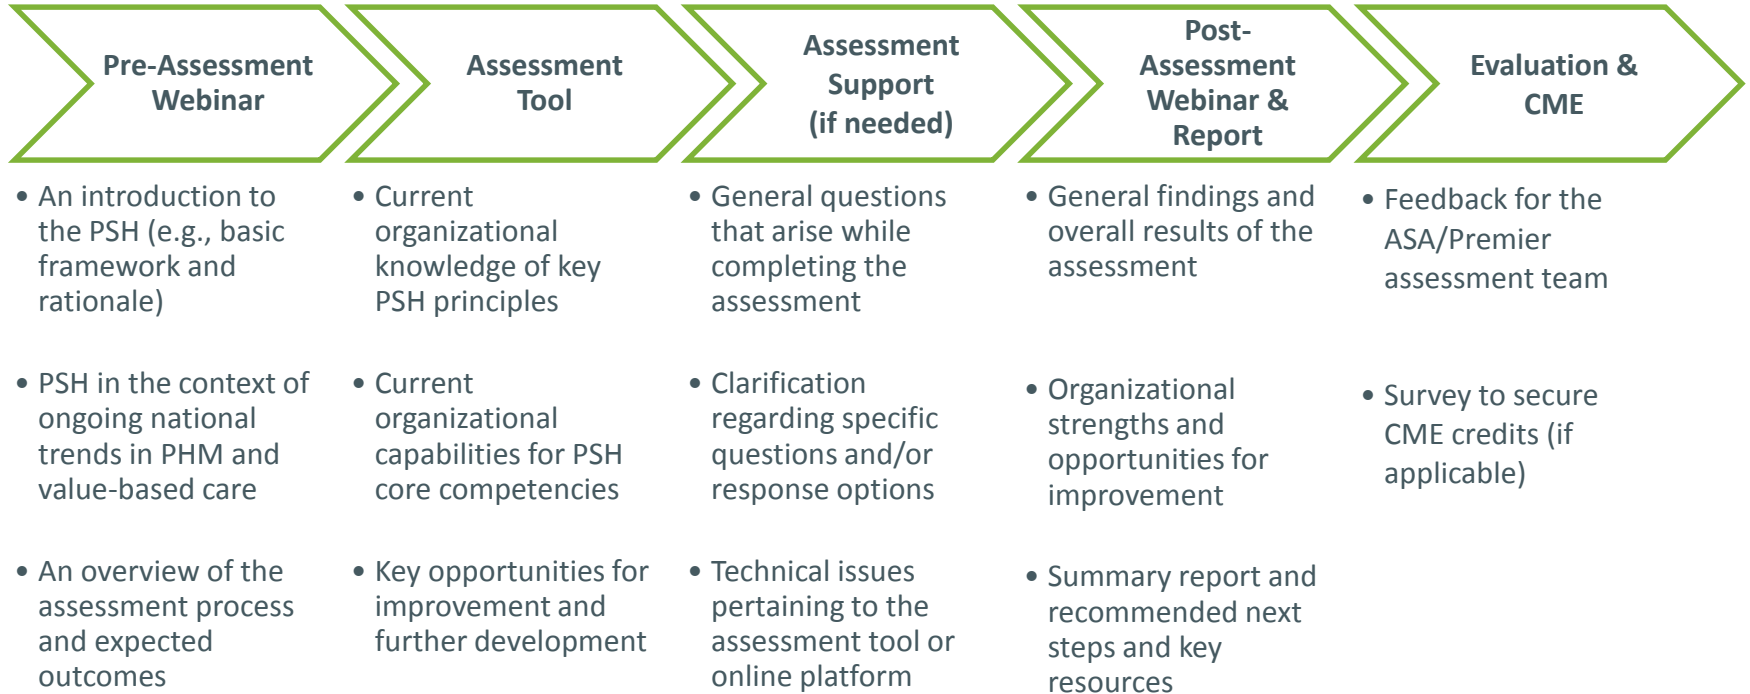 Pre-Assessment
Webinar
Assessment
Tool
Assessment
Support
(if needed)
Post-
Assessment
Webinar &
Report
Evaluation &
CME
• An introduction to
the PSH (e.g., basic
framework and
rationale)
• PSH in the context of
ongoing national
trends in PHM and
value-based care
• An overview of the
assessment process
and expected
outcomes
• Current
organizational
knowledge of key
PSH principles
• Current
organizational
capabilities for PSH
core competencies
• Key opportunities for
improvement and
further development
• General questions
that arise while
completing the
assessment
• Clarification
regarding specific
questions and/or
response options
• Technical issues
pertaining to the
assessment tool or
online platform
• General findings and
overall results of the
assessment
• Organizational
strengths and
opportunities for
improvement
• Summary report and
recommended next
steps and key
resources
• Feedback for the
ASA/Premier
assessment team
• Survey to secure
CME credits (if
applicable)